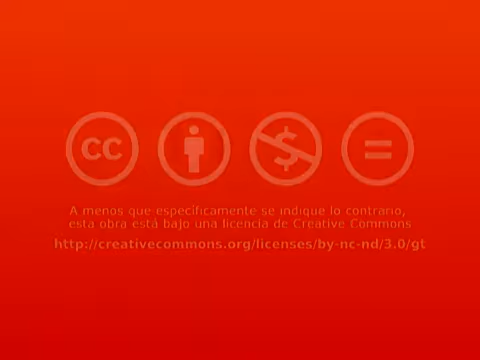 cc
A menos que específicamente se indique lo contrario,
esta obra está bajo una licencia de Creative Commons
http://creativecommons.org/licenses/by-nc-nd/3.0/gt